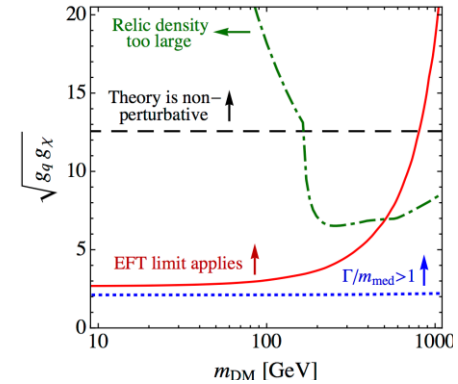 20
15
10
5
0
√g_q g_χ
Relic density
too large
Theory is non-
perturbative
EFT limit applies
Γ/m_med>1
10
100
1000
m_DM [GeV]